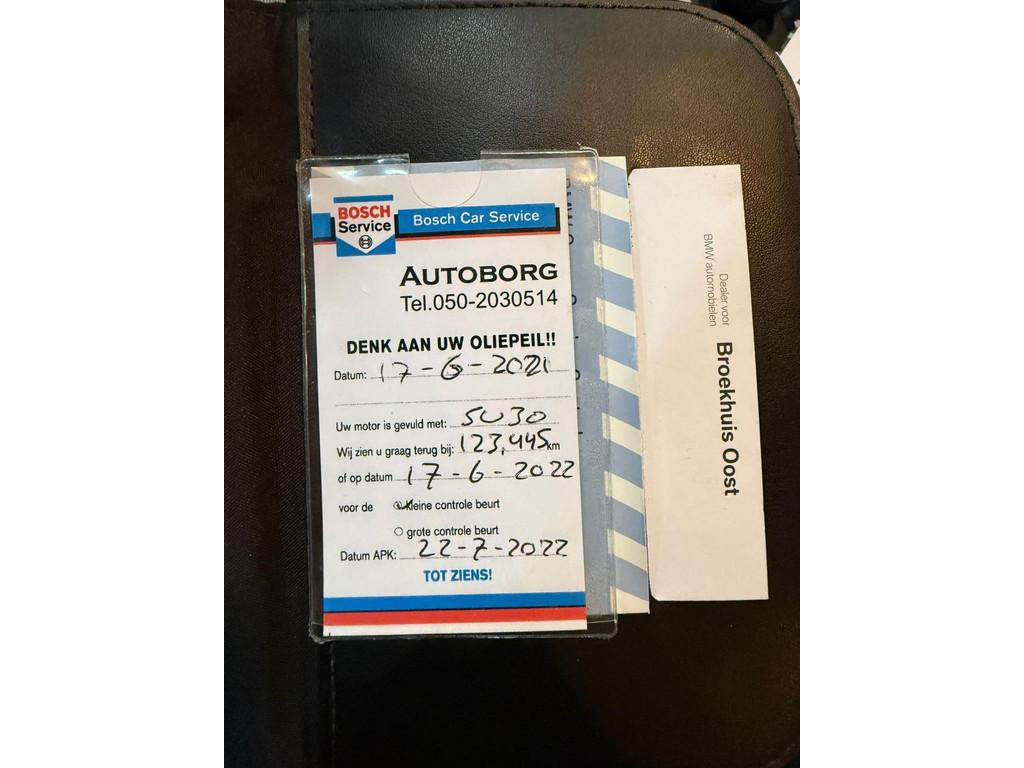 BOSCH
Service
Bosch Car Service
AUTOBORG
Tel.050-2030514
DENK AAN UW OLIEPEIL!!
Datum: 17-6-2021
Uw motor is gevuld met: 5W30
Wij zien u graag terug bij: 123,445 km
of op datum 17-6-2022
voor de kleine controle beurt
grote controle beurt
Datum APK: 22-7-2022
TOT ZIENS!
Dealer voor
BMW automobielen
Broekhuis Oost